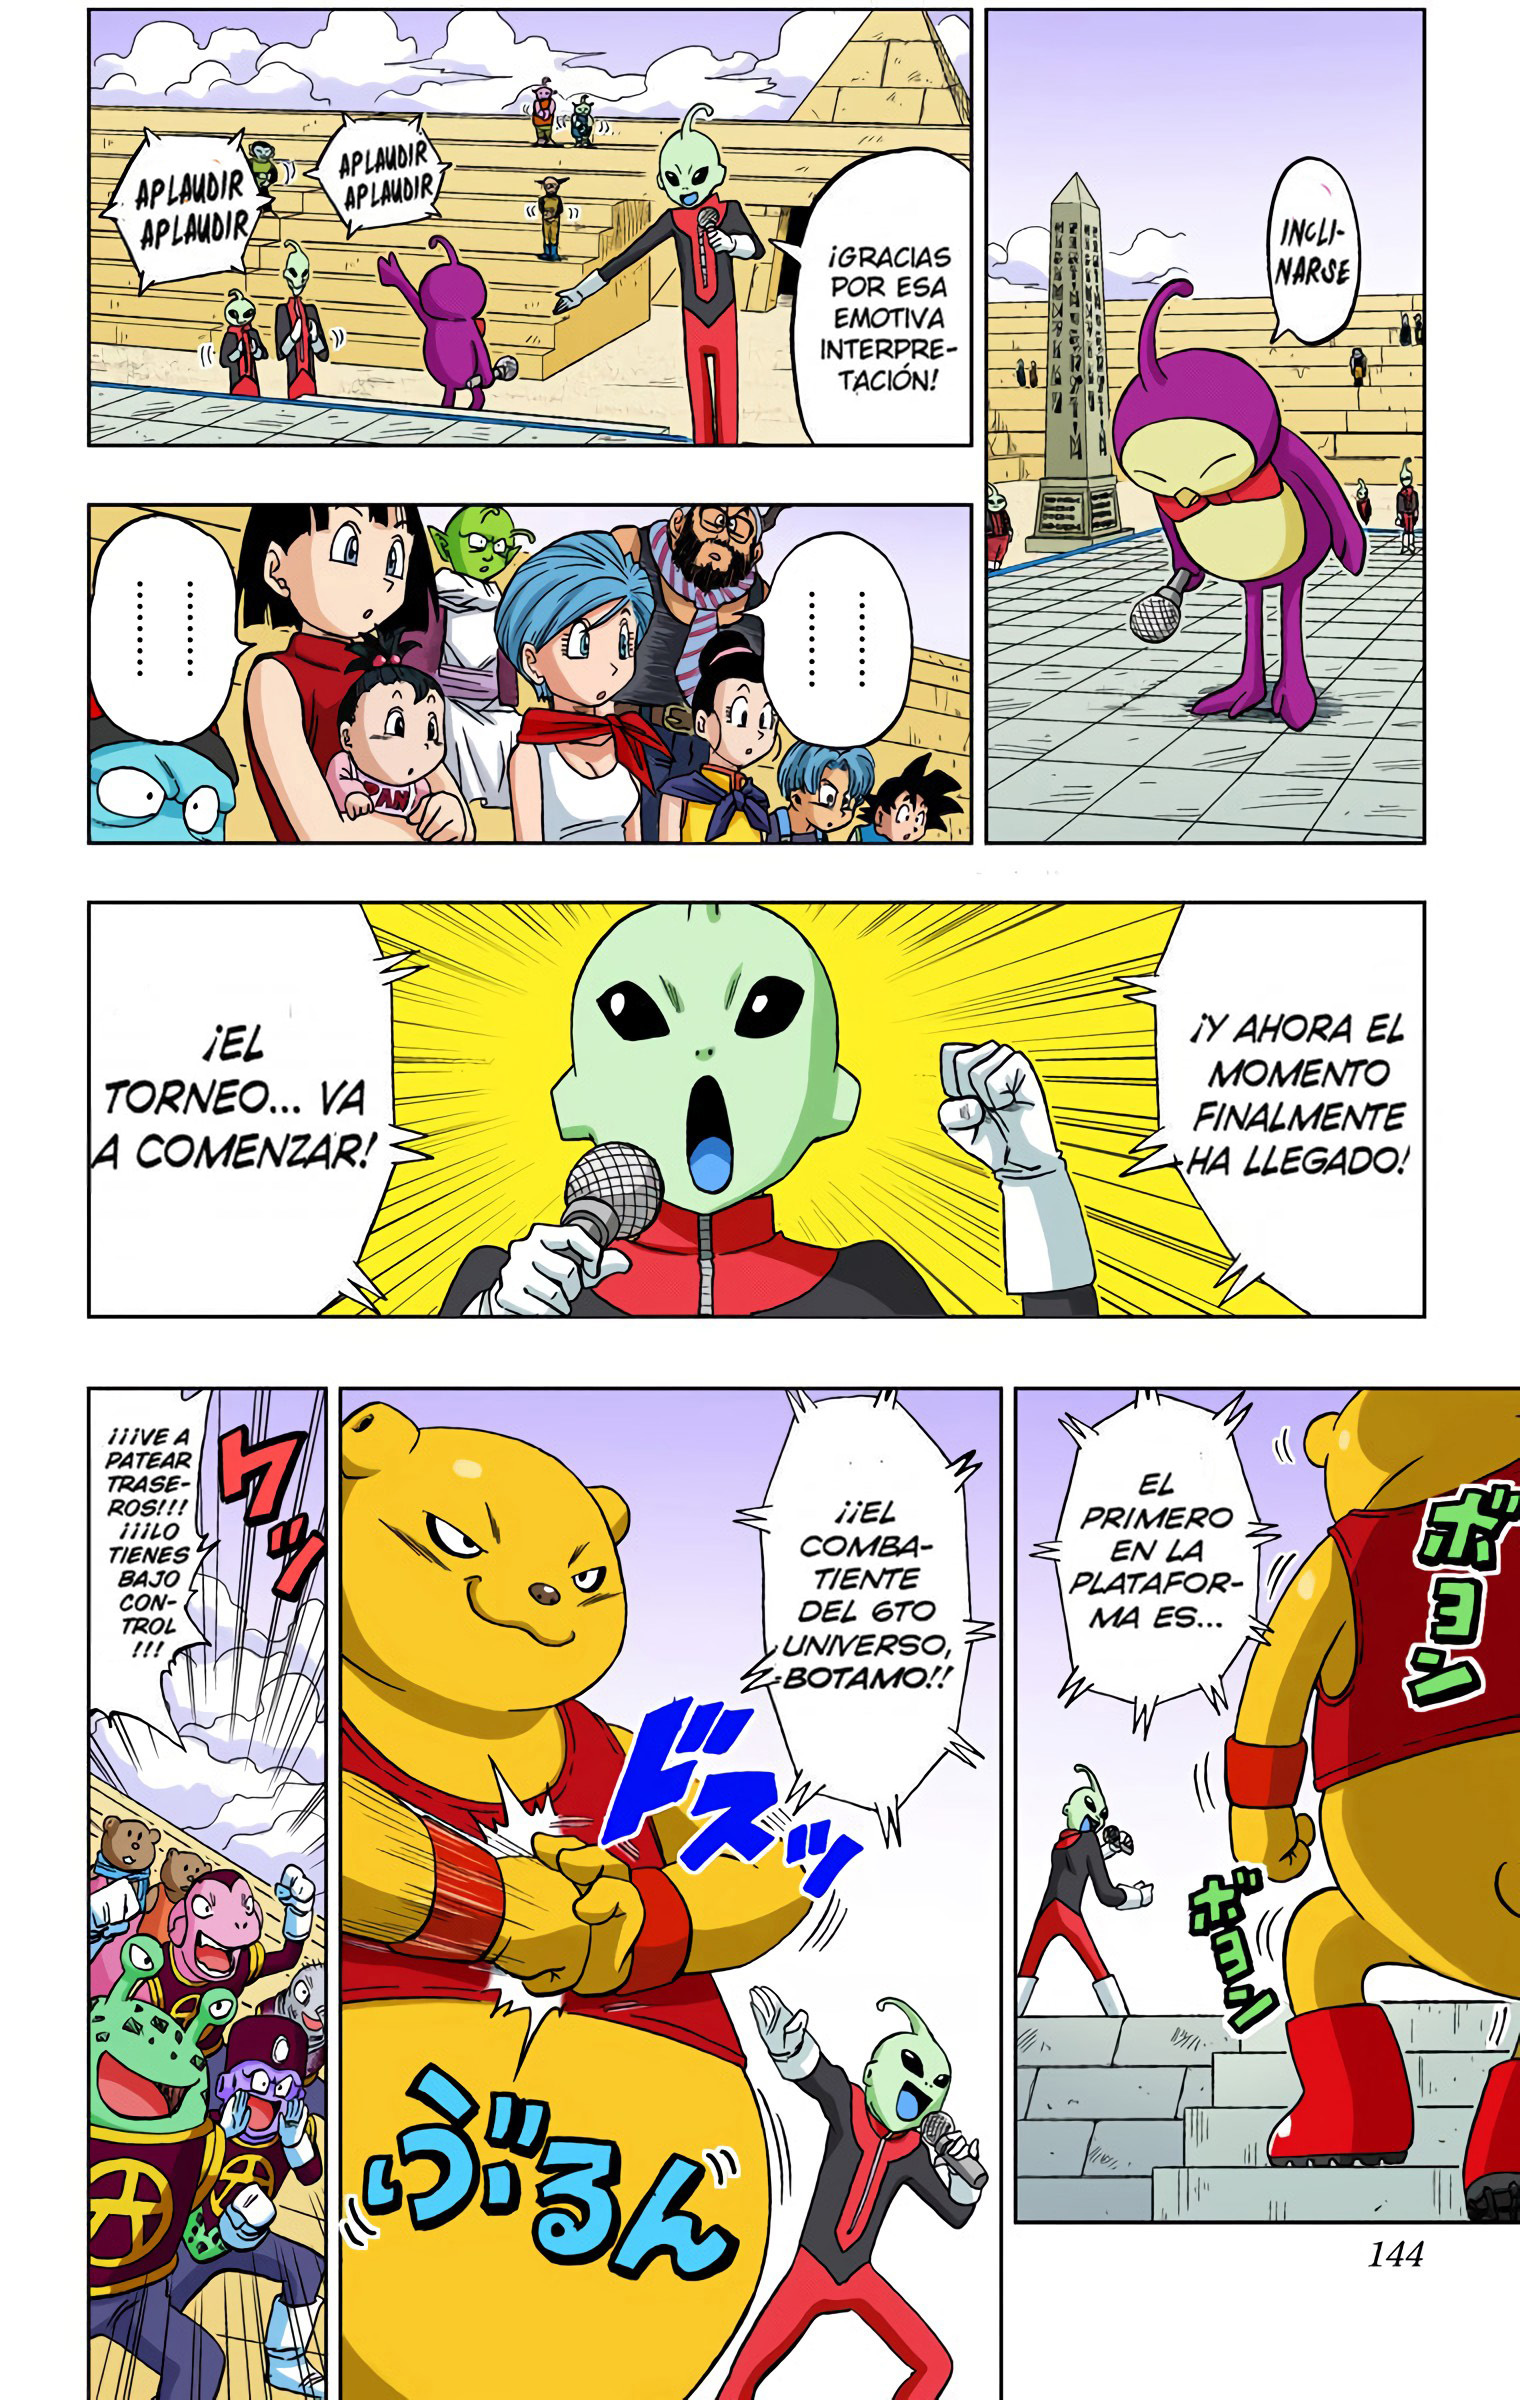 INCLI-
NARSE
¡GRACIAS
POR ESA
EMOTIVA
INTERPRE-
TACIÓN!
APLAUDIR
APLAUDIR
APLAUDIR
APLAUDIR
PAN
¡Y AHORA EL
MOMENTO
FINALMENTE
HA LLEGADO!
¡EL
TORNEO... VA
A COMENZAR!
EL
PRIMERO
EN LA
PLATAFOR-
MA ES...
ボヨン
ボヨン
¡¡EL
COMBA-
TIENTE
DEL 6TO
UNIVERSO,
BOTAMO!!
ドスッ
ぶるん
¡¡¡VE A
PATEAR
TRASE-
ROS!!!
¡¡¡LO
TIENES
BAJO
CON-
TROL
!!!
ワッ
144